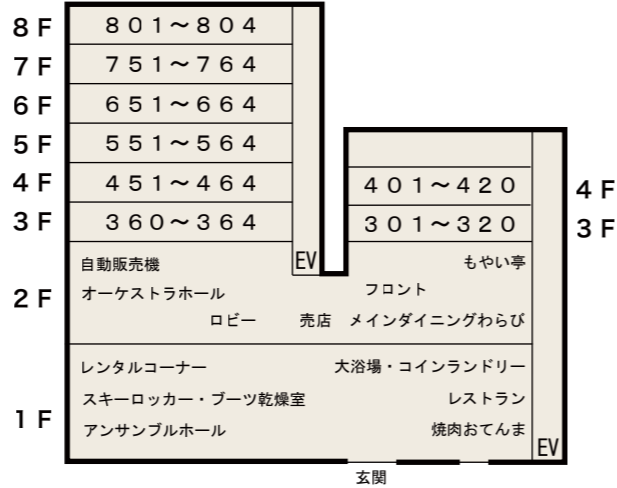 8F 801～804
7F 751～764
6F 651～664
5F 551～564
4F 451～464 401～420 4F
3F 360～364 301～320 3F
自動販売機 EV もやい亭
2F オーケストラホール フロント
ロビー 売店 メインダイニングわらび
レンタルコーナー 大浴場・コインランドリー
スキーロッカー・ブーツ乾燥室 レストラン
1F アンサンブルホール 焼肉おてんま EV
玄関